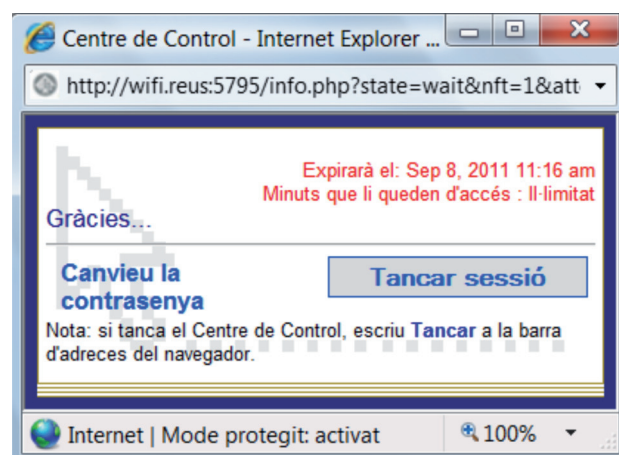 Centre de Control - Internet Explorer ...
http://wifi.reus:5795/info.php?state=wait&nft=1&att
Expirarà el: Sep 8, 2011 11:16 am
Minuts que li queden d'accés : Il·limitat
Gràcies...
Canvieu la
contrasenya
Tancar sessió
Nota: si tanca el Centre de Control, escriu Tancar a la barra
d'adreces del navegador.
Internet | Mode protegit: activat
100%